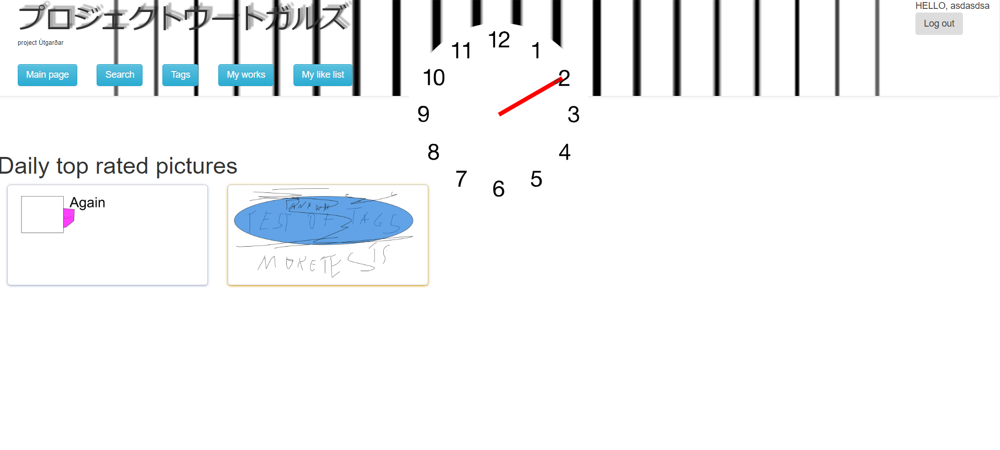 プロジェクトウートガルズ
project Útgarðar
HELLO, asdasdsa
Log out
Main page
Search
Tags
My works
My like list
12
1
2
3
4
5
6
7
8
9
10
11
Daily top rated pictures
Again
TEST OF TAGS
MORE TESTS